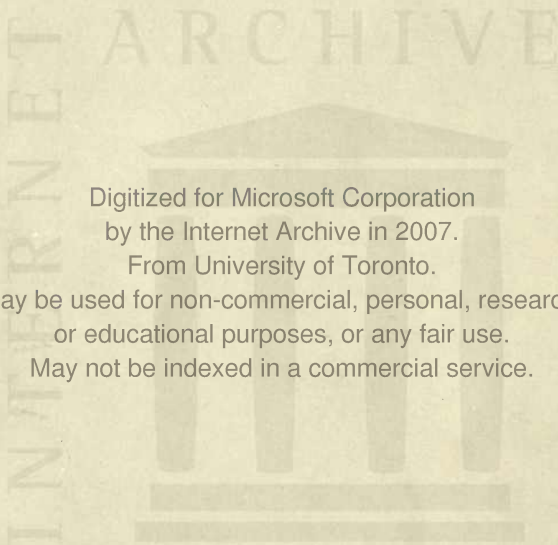 INTERNET ARCHIVE
Digitized for Microsoft Corporation
by the Internet Archive in 2007.
From University of Toronto.
ay be used for non-commercial, personal, researc
or educational purposes, or any fair use.
May not be indexed in a commercial service.